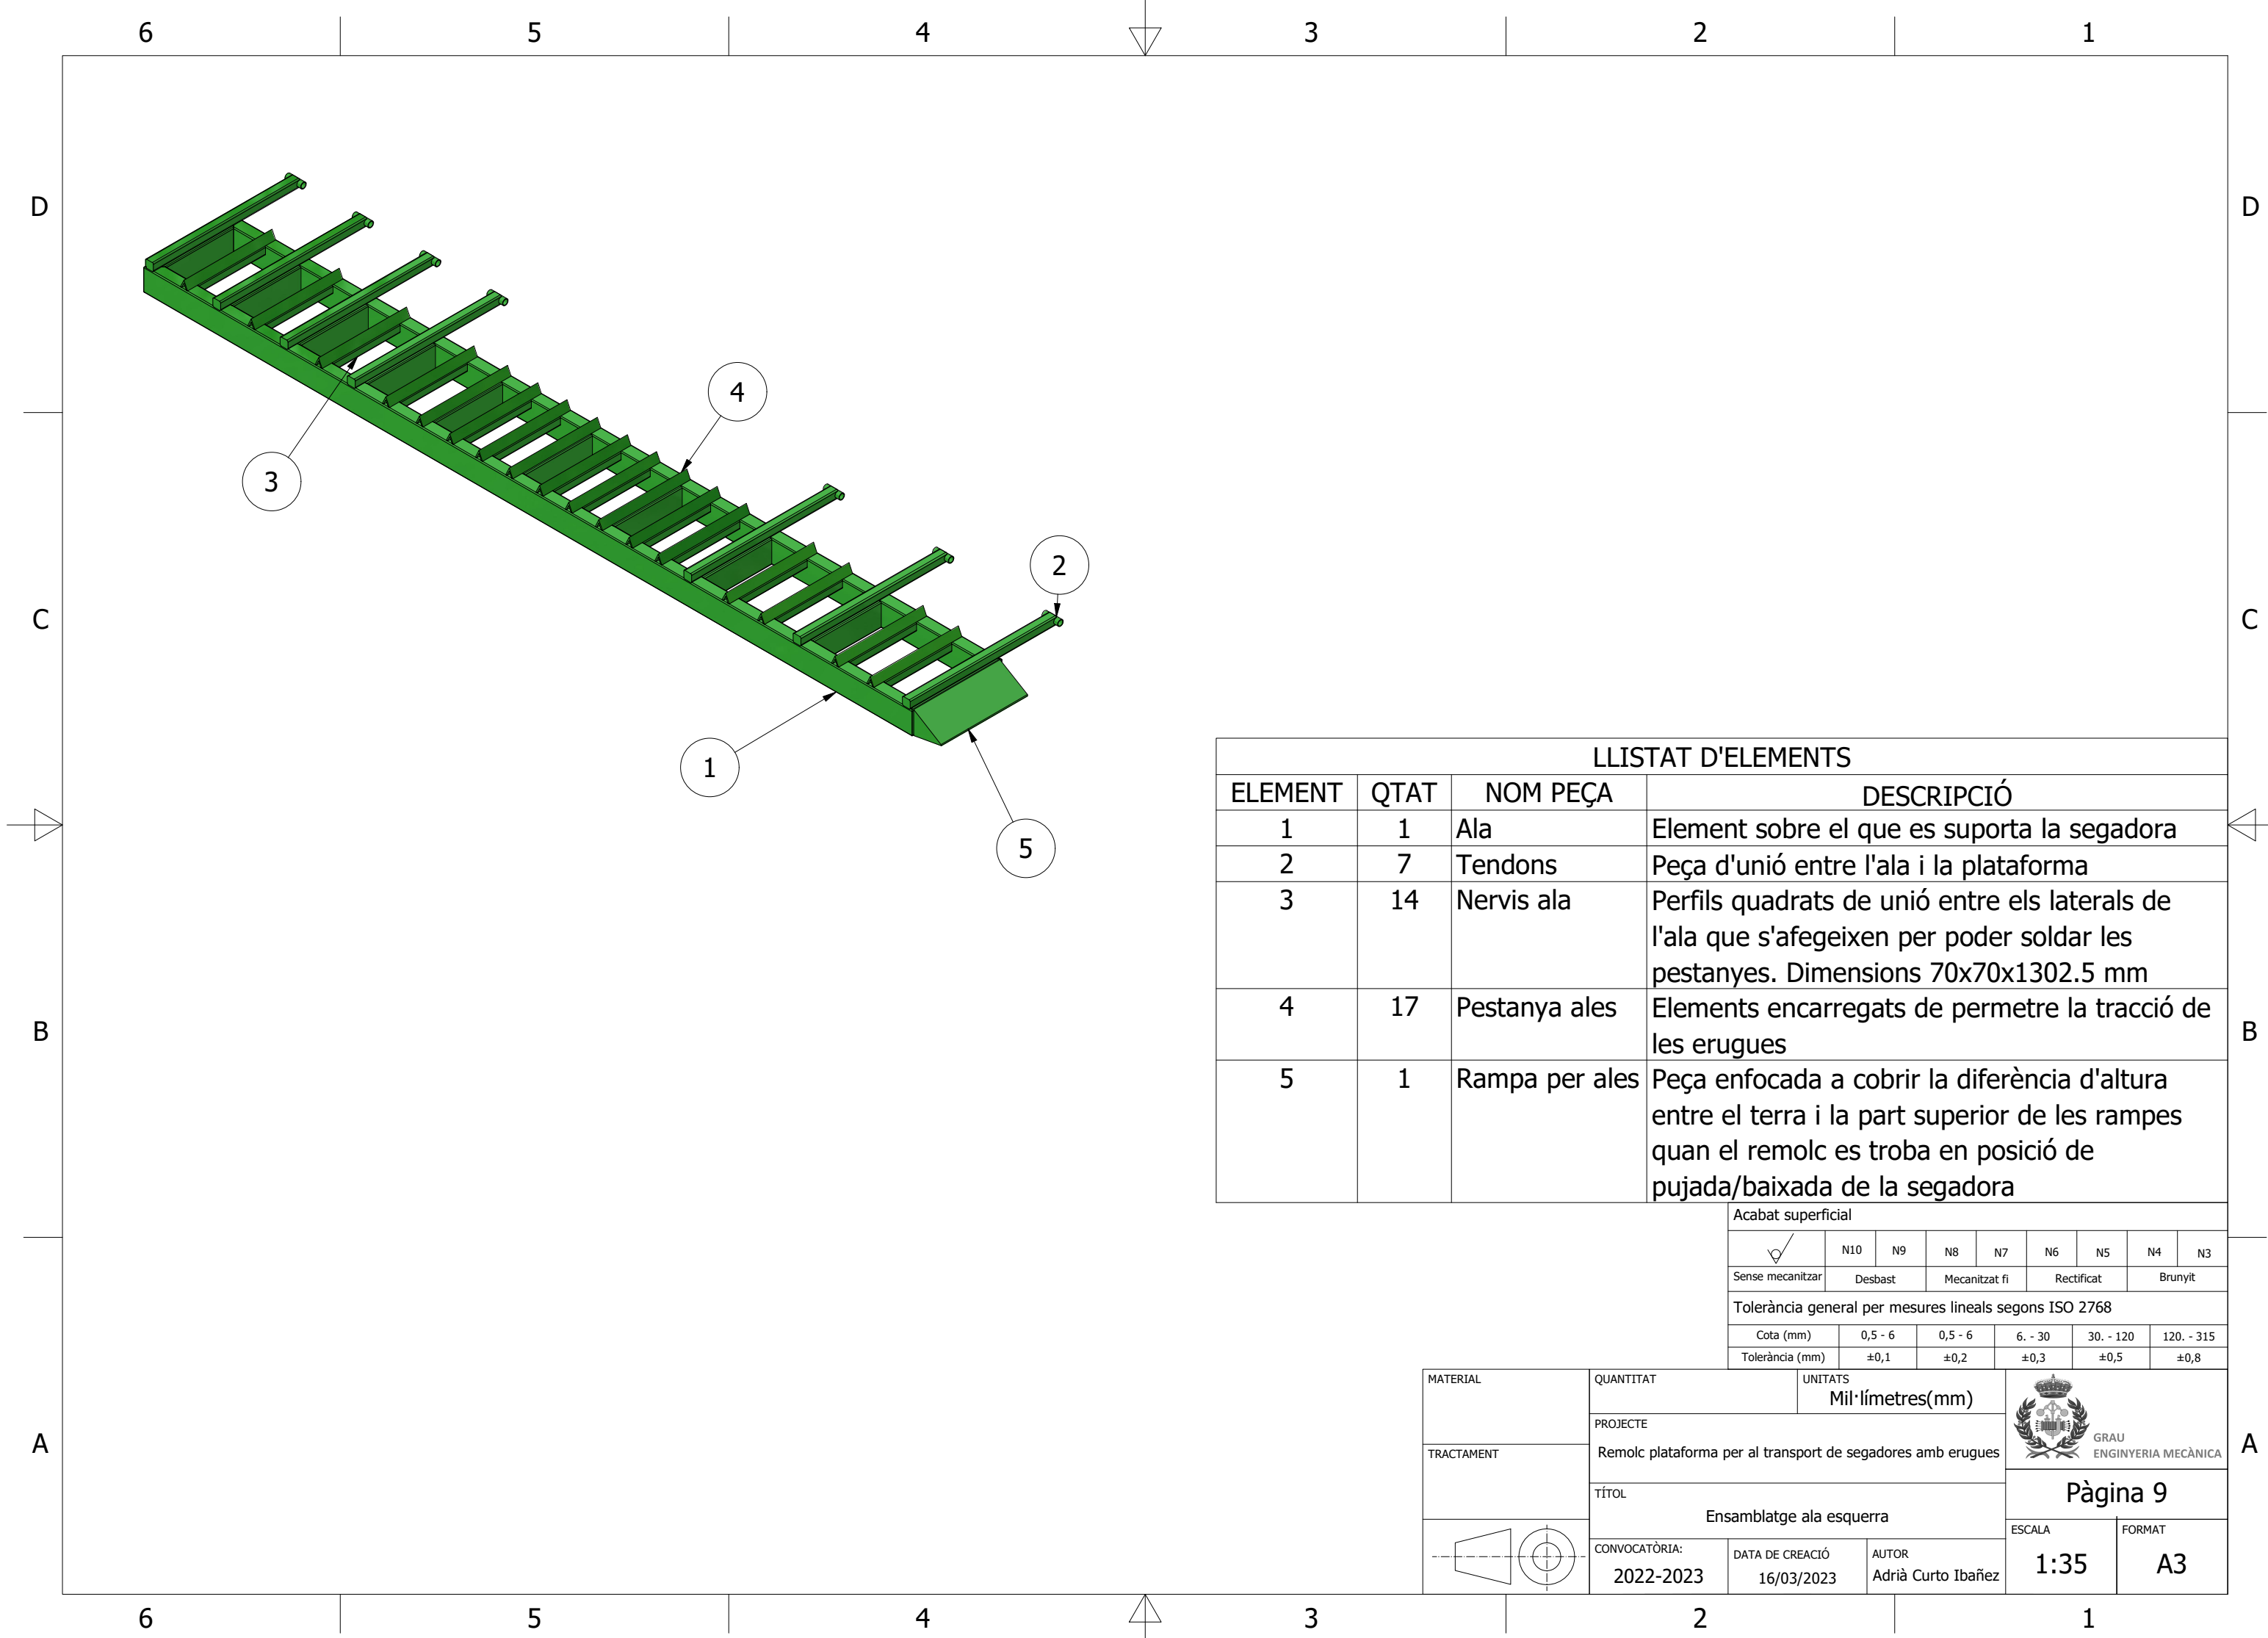 6 5 4 3 2 1
D D
4
3
2
C C
1
5
LLISTAT D'ELEMENTS
ELEMENT QTAT NOM PEÇA DESCRIPCIÓ
1 1 Ala Element sobre el que es suporta la segadora
2 7 Tendons Peça d'unió entre l'ala i la plataforma
3 14 Nervis ala Perfils quadrats de unió entre els laterals de
l'ala que s'afegeixen per poder soldar les
pestanyes. Dimensions 70x70x1302.5 mm
4 17 Pestanya ales Elements encarregats de permetre la tracció de
les erugues
5 1 Rampa per ales Peça enfocada a cobrir la diferència d'altura
entre el terra i la part superior de les rampes
quan el remolc es troba en posició de
pujada/baixada de la segadora
B B
Acabat superficial
N10 N9 N8 N7 N6 N5 N4 N3
Sense mecanitzar Desbast Mecanitzat fi Rectificat Brunyit
Tolerància general per mesures lineals segons ISO 2768
Cota (mm) 0,5 - 6 0,5 - 6 6. - 30 30. - 120 120. - 315
Tolerància (mm) ±0,1 ±0,2 ±0,3 ±0,5 ±0,8
MATERIAL
QUANTITAT
UNITATS
Mil·límetres(mm)
PROJECTE
Remolc plataforma per al transport de segadores amb erugues
GRAU
ENGINYERIA MECÀNICA
A A
TRACTAMENT
TÍTOL
Ensamblatge ala esquerra
Pàgina 9
CONVOCATÒRIA:
2022-2023
DATA DE CREACIÓ
16/03/2023
AUTOR
Adrià Curto Ibañez
ESCALA
1:35
FORMAT
A3
6 5 4 3 2 1